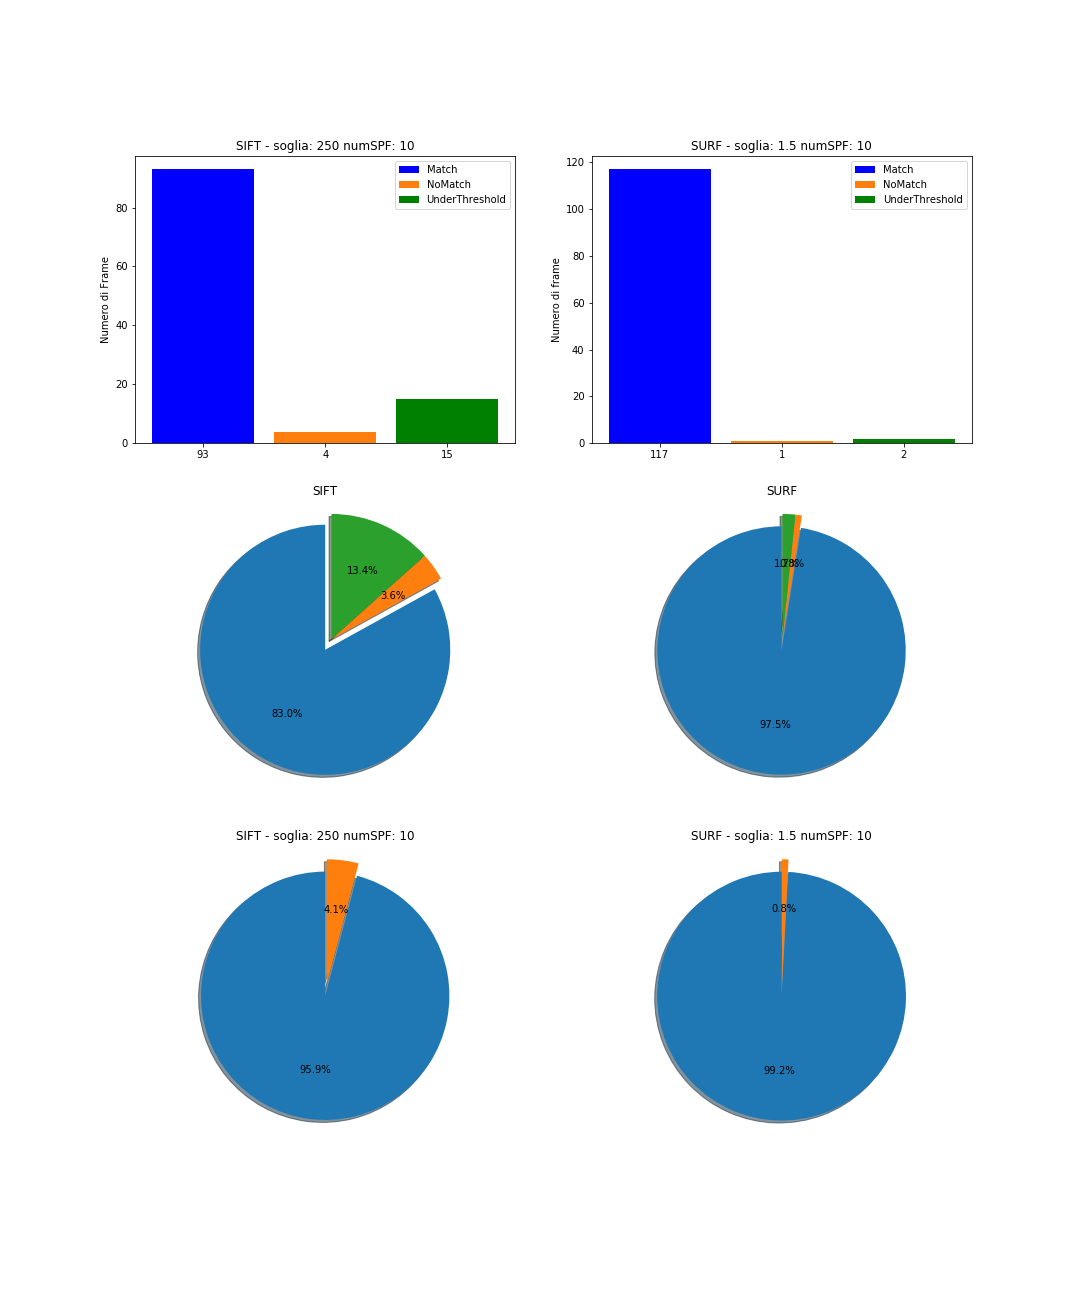 SIFT - soglia: 250 numSPF: 10
Numero di Frame
80
60
40
20
0
Match
NoMatch
UnderThreshold
93 4 15
SURF - soglia: 1.5 numSPF: 10
Numero di frame
120
100
80
60
40
20
0
Match
NoMatch
UnderThreshold
117 1 2
SIFT
13.4%
3.6%
83.0%
SURF
97.5%
SIFT - soglia: 250 numSPF: 10
4.1%
95.9%
SURF - soglia: 1.5 numSPF: 10
0.8%
99.2%